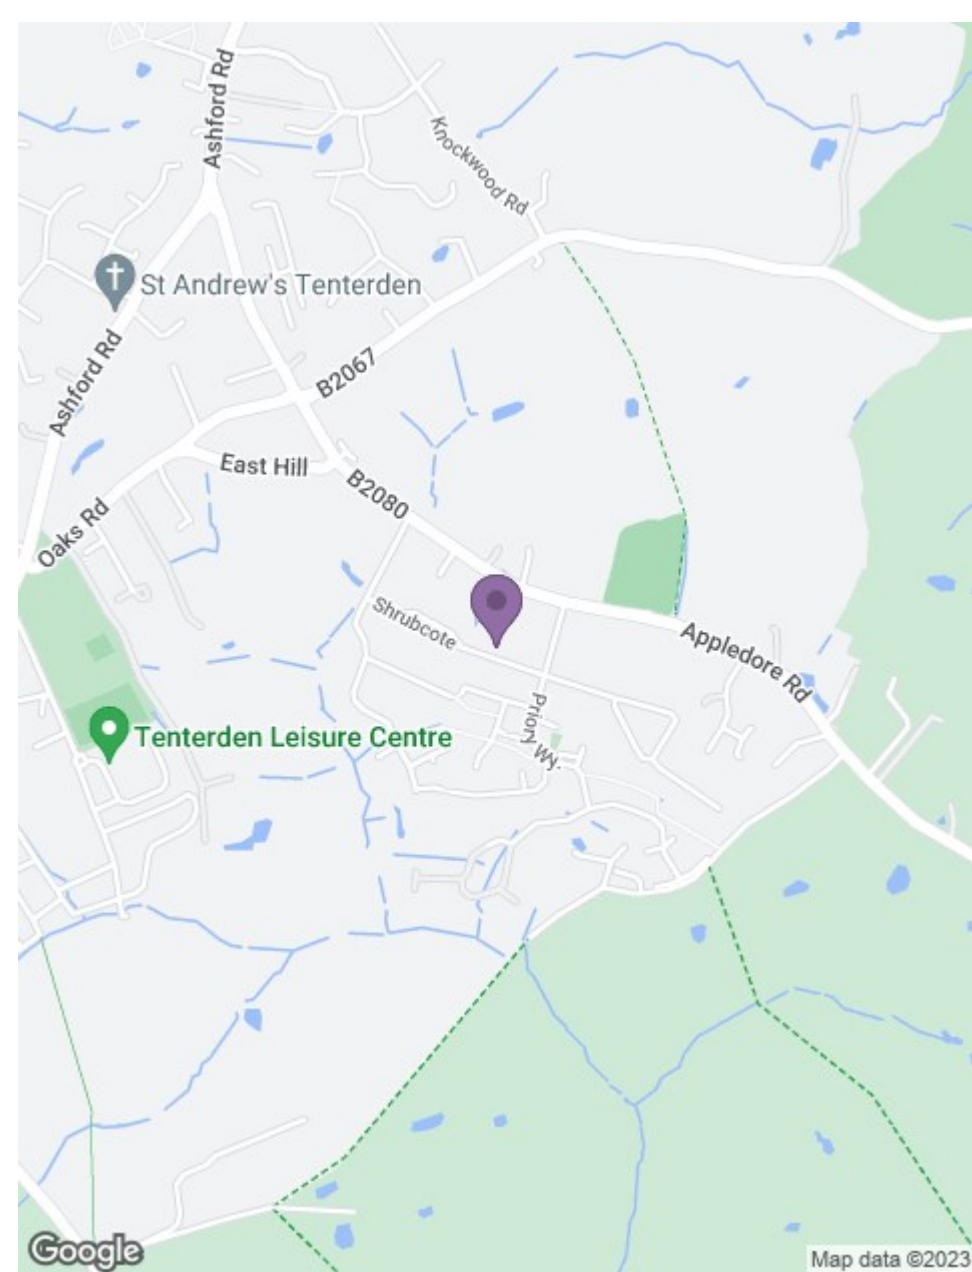 Ashford Rd
Knockwood Rd
St Andrew's Tenterden
Ashford Rd
B2067
East Hill
B2080
Oaks Rd
Shrubcote
Appledore Rd
Priory Wy
Tenterden Leisure Centre
Google
Map data ©2023